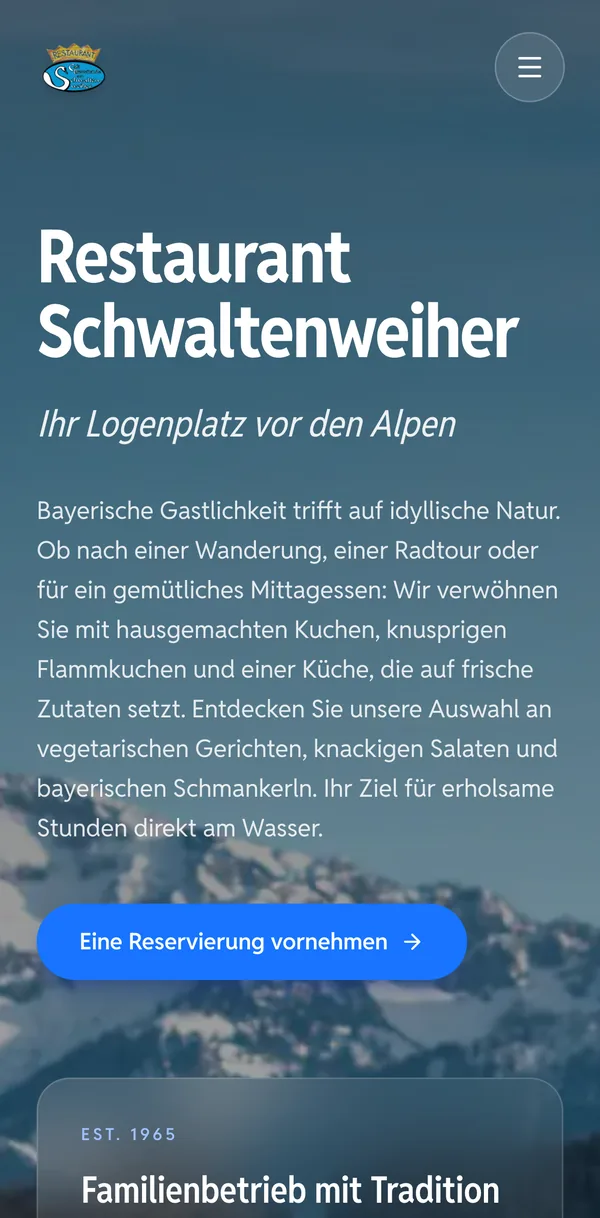 RESTAURANT
Restaurant
Schwaltenweiher
Ihr Logenplatz vor den Alpen
Bayerische Gastlichkeit trifft auf idyllische Natur.
Ob nach einer Wanderung, einer Radtour oder
für ein gemütliches Mittagessen: Wir verwöhnen
Sie mit hausgemachten Kuchen, knusprigen
Flammkuchen und einer Küche, die auf frische
Zutaten setzt. Entdecken Sie unsere Auswahl an
vegetarischen Gerichten, knackigen Salaten und
bayerischen Schmankerln. Ihr Ziel für erholsame
Stunden direkt am Wasser.
Eine Reservierung vornehmen →
EST. 1965
Familienbetrieb mit Tradition